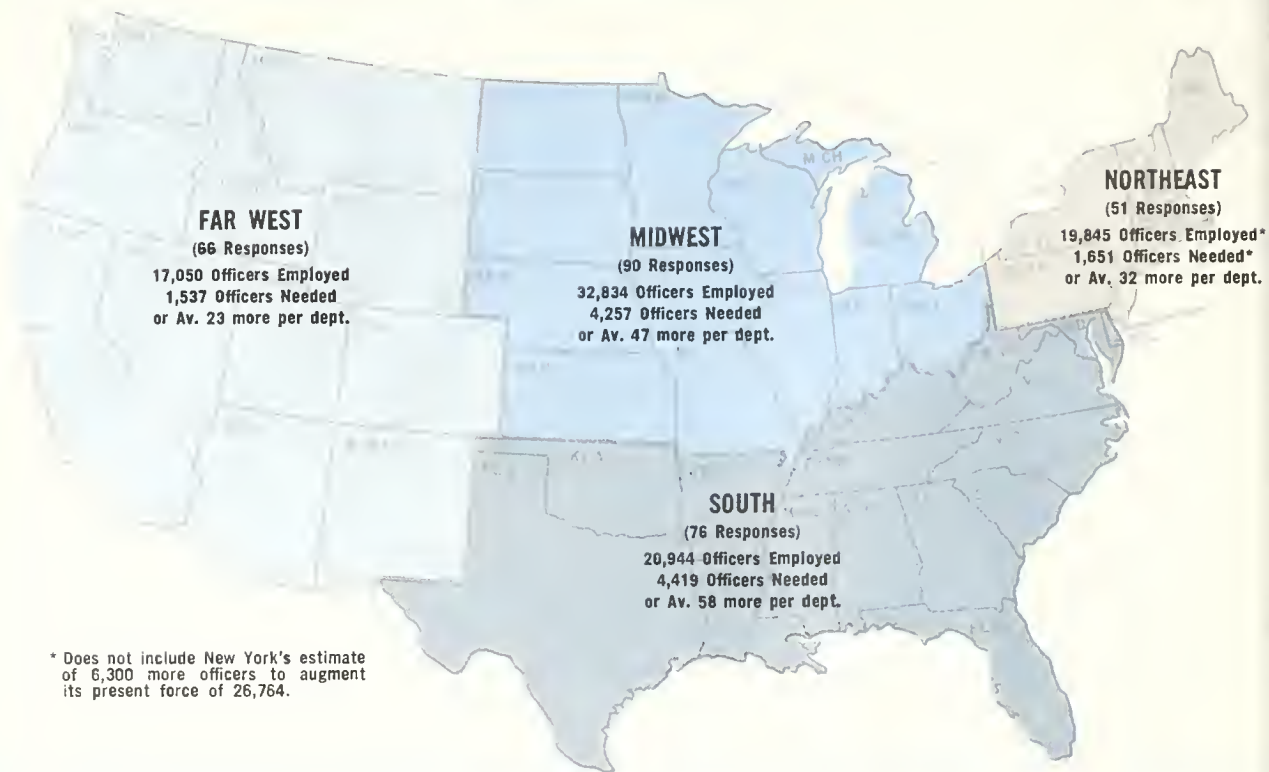 FAR WEST
(66 Responses)
17,050 Officers Employed
1,537 Officers Needed
or Av. 23 more per dept.
MIDWEST
(90 Responses)
32,834 Officers Employed
4,257 Officers Needed
or Av. 47 more per dept.
NORTHEAST
(51 Responses)
19,845 Officers Employed*
1,651 Officers Needed*
or Av. 32 more per dept.
SOUTH
(76 Responses)
20,944 Officers Employed
4,419 Officers Needed
or Av. 58 more per dept.
* Does not include New York's estimate
of 6,300 more officers to augment
its present force of 26,764.